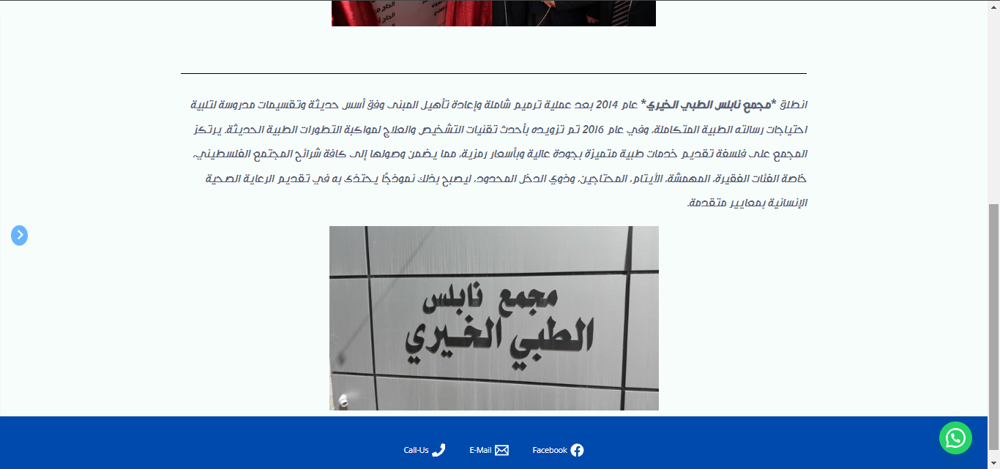 انطلق *مجمع نابلس الطبي الخيري* عام 2014 بعد عملية ترميم شاملة وإعادة تأهيل المبنى وفق أسس حديثة وتقسيمات مدروسة لتلبية
احتياجات رسالته الطبية المتكاملة، وفي عام 2016 تم تزويده بأحدث تقنيات التشخيص والعلاج لمواكبة التطورات الطبية الحديثة. يرتكز
المجمع على فلسفة تقديم خدمات طبية متميزة بجودة عالية وبأسعار رمزية، مما يضمن وصولها إلى كافة شرائح المجتمع الفلسطيني،
خاصة الفئات الفقيرة، المهمشة، الأيتام، المحتاجين، وذوي الدخل المحدود، ليصبح بذلك نموذجًا يحتذى به في تقديم الرعاية الصحية
الإنسانية بمعايير متقدمة.
مجمع نابلس
الطبي الخيري
Call-Us E-Mail Facebook